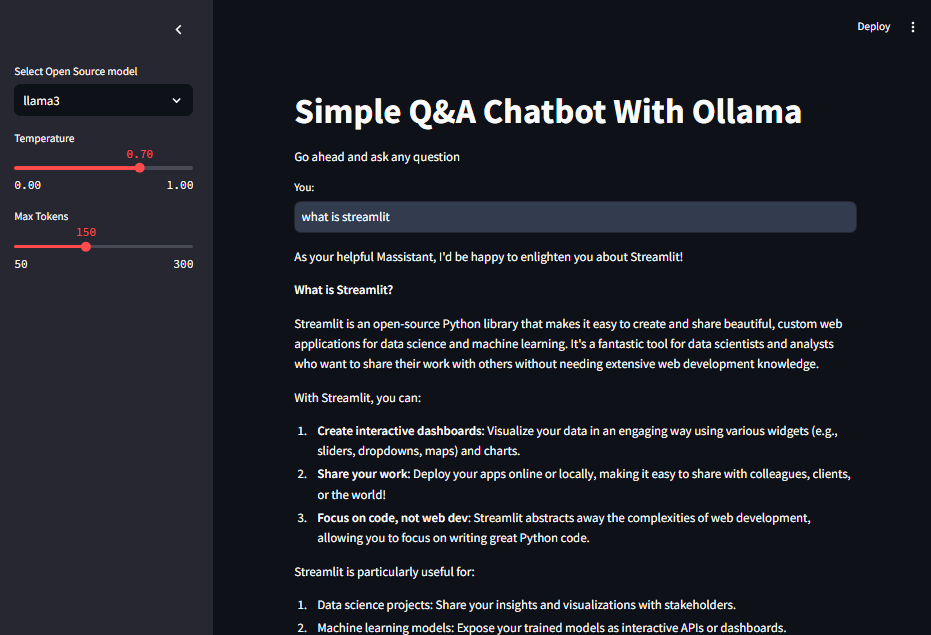 Deploy
Select Open Source model
llama3
Temperature
0.70
0.00 1.00
Max Tokens
150
50 300
Simple Q&A Chatbot With Ollama
Go ahead and ask any question
You:
what is streamlit
As your helpful Massistant, I'd be happy to enlighten you about Streamlit!
What is Streamlit?
Streamlit is an open-source Python library that makes it easy to create and share beautiful, custom web
applications for data science and machine learning. It's a fantastic tool for data scientists and analysts
who want to share their work with others without needing extensive web development knowledge.
With Streamlit, you can:
1. Create interactive dashboards: Visualize your data in an engaging way using various widgets (e.g.,
sliders, dropdowns, maps) and charts.
2. Share your work: Deploy your apps online or locally, making it easy to share with colleagues, clients,
or the world!
3. Focus on code, not web dev: Streamlit abstracts away the complexities of web development,
allowing you to focus on writing great Python code.
Streamlit is particularly useful for:
1. Data science projects: Share your insights and visualizations with stakeholders.
2. Machine learning models: Expose your trained models as interactive APIs or dashboards.